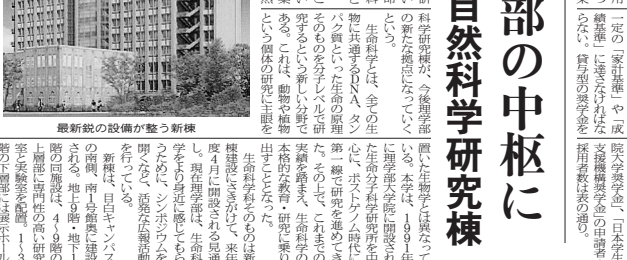 一定の「家計基準」や「成
績基準」に達さなければな
らない。貸与型の奨学金を
院大学奨学金、「日本学生
支援機構奨学金」の申請者
採用者数は表の通り。
部の中枢に
自然科学研究棟
科学研究棟が、今後理学部
の新たな拠点になっていく
という。
生命科学とは、全ての生
物に共通するDNA、タン
パク質といった生命の原理
そのものを分子レベルで研
究するという新しい分野で
ある。これは、動物や植物
という個体の研究に主眼を
最新鋭の設備が整う新棟
置いた生物学とは異なって
いる。本学は、1991年
に理学部大学院に開設され
た生命分子科学研究所を中
心に、ポストゲノム時代に
第一線で研究を進めてき
た。その上で、これまでの
実績を踏まえ、生命科学の
本格的な教育・研究に乗り
出すこととなった。
生命科学科そのものは新
棟建設にさきがけて、来年
度4月に開設される見通
し。現在理学部は、生命科
学をより身近に感じてもら
うために、シンポジウムを
開くなど、活発な広報活動
を行っている。
新棟は、目白キャンパス
の南側、南1号館奥に建設
される。地上9階・地下1
階の同施設は、4～9階の
上層部に専門性の高い研究
室と実験室を配置。1～3
階の下層部には展示ホール